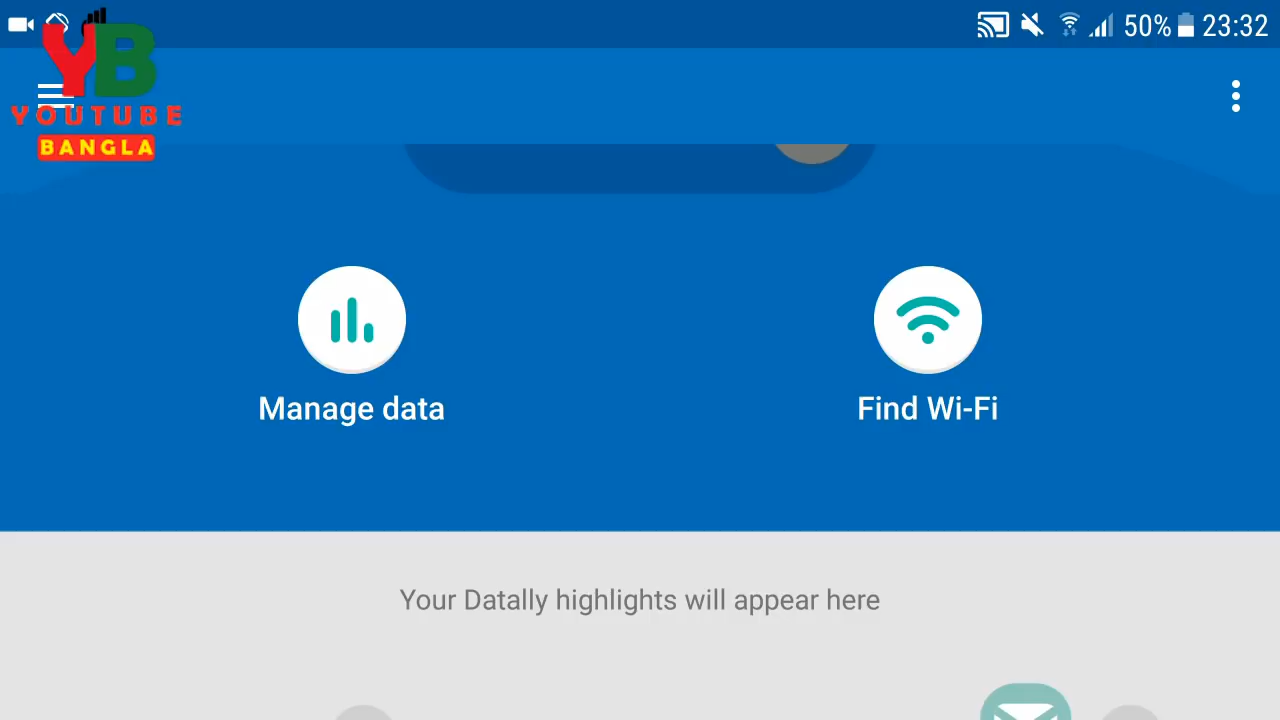 50% 23:32
YB
YOUTUBE
BANGLA
Manage data
Find Wi-Fi
Your Datally highlights will appear here